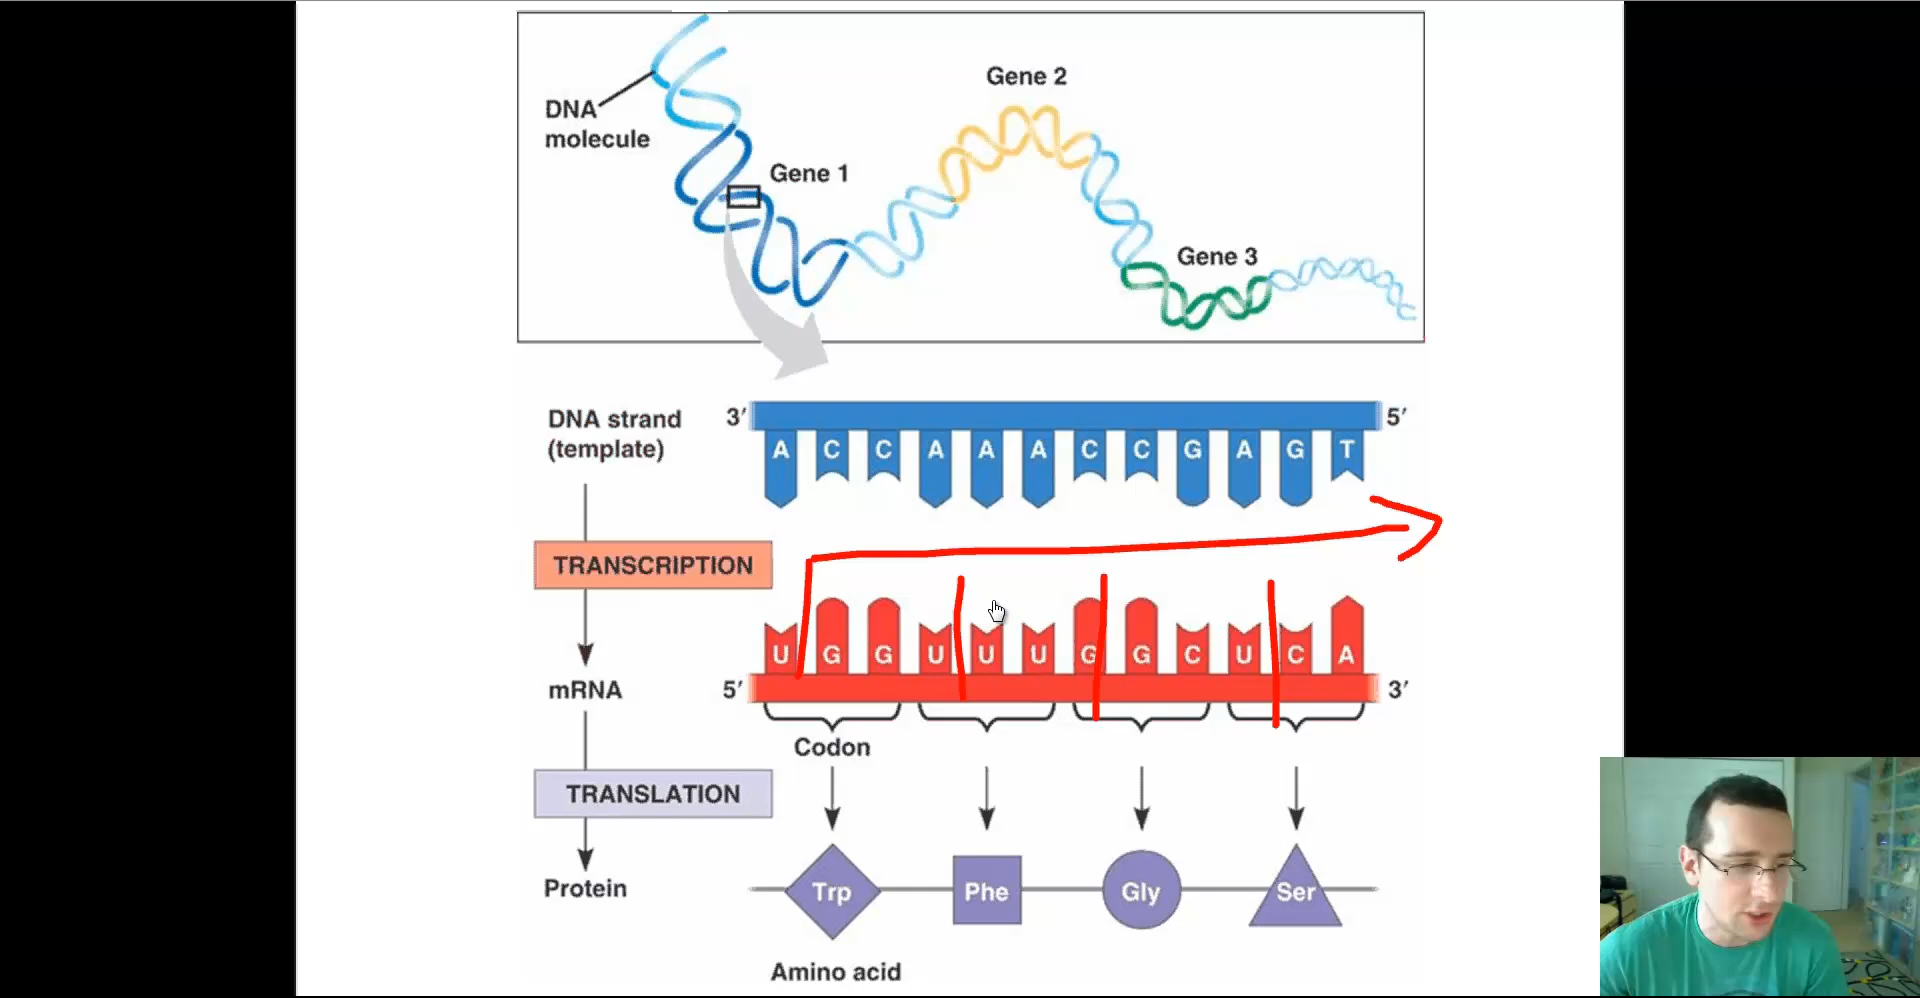 Gene 2
DNA
molecule
Gene 1
Gene 3
DNA strand
(template)
3′ 5′
A C C A A A C C G A G T
TRANSCRIPTION
U G G U U U G G C U C A
mRNA
5′ 3′
Codon
TRANSLATION
Protein
Trp Phe Gly Ser
Amino acid